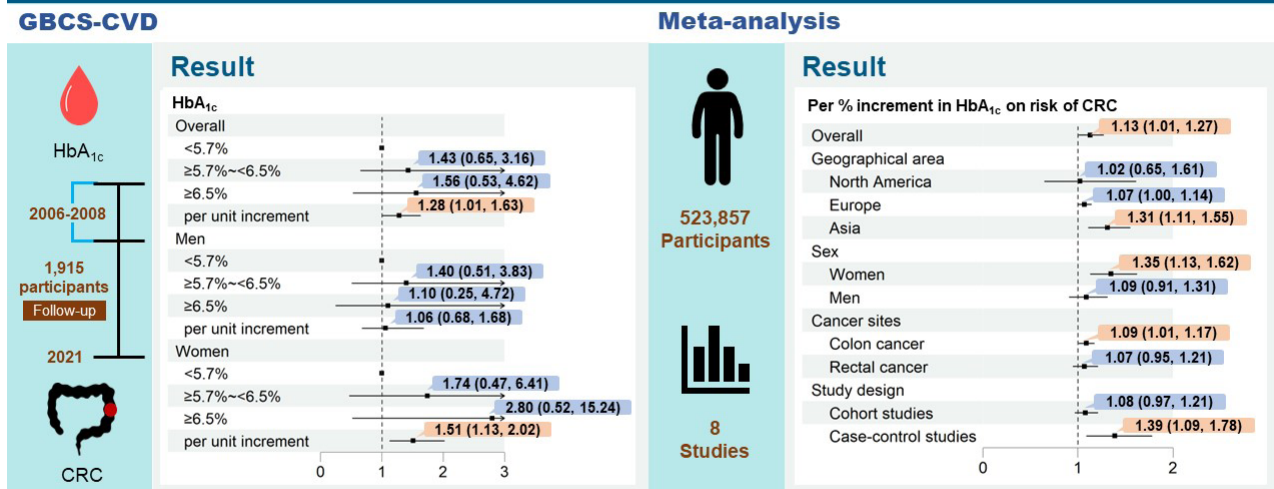 GBCS-CVD
HbA1c
2006-2008
1,915
participants
Follow-up
2021
CRC
Result
HbA1c
Overall
<5.7%
≥5.7%~<6.5% 1.43 (0.65, 3.16)
≥6.5% 1.56 (0.53, 4.62)
per unit increment 1.28 (1.01, 1.63)
Men
<5.7%
≥5.7%~<6.5% 1.40 (0.51, 3.83)
≥6.5% 1.10 (0.25, 4.72)
per unit increment 1.06 (0.68, 1.68)
Women
<5.7%
≥5.7%~<6.5% 1.74 (0.47, 6.41)
≥6.5% 2.80 (0.52, 15.24)
per unit increment 1.51 (1.13, 2.02)
0 1 2 3
Meta-analysis
523,857
Participants
8
Studies
Result
Per % increment in HbA1c on risk of CRC
Overall 1.13 (1.01, 1.27)
Geographical area
North America 1.02 (0.65, 1.61)
Europe 1.07 (1.00, 1.14)
Asia 1.31 (1.11, 1.55)
Sex
Women 1.35 (1.13, 1.62)
Men 1.09 (0.91, 1.31)
Cancer sites
Colon cancer 1.09 (1.01, 1.17)
Rectal cancer 1.07 (0.95, 1.21)
Study design
Cohort studies 1.08 (0.97, 1.21)
Case-control studies 1.39 (1.09, 1.78)
0 1 2